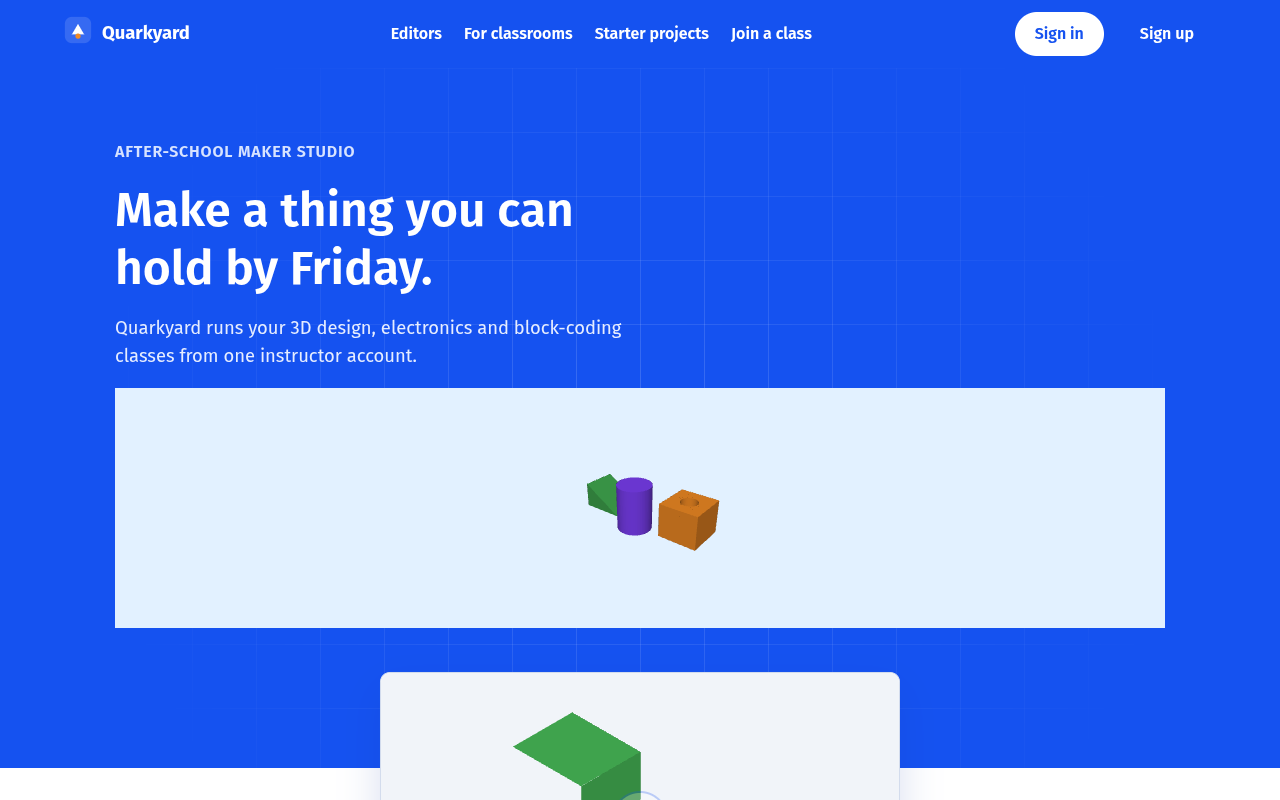 Quarkyard
Editors
For classrooms
Starter projects
Join a class
Sign in
Sign up
AFTER-SCHOOL MAKER STUDIO
Make a thing you can
hold by Friday.
Quarkyard runs your 3D design, electronics and block-coding
classes from one instructor account.